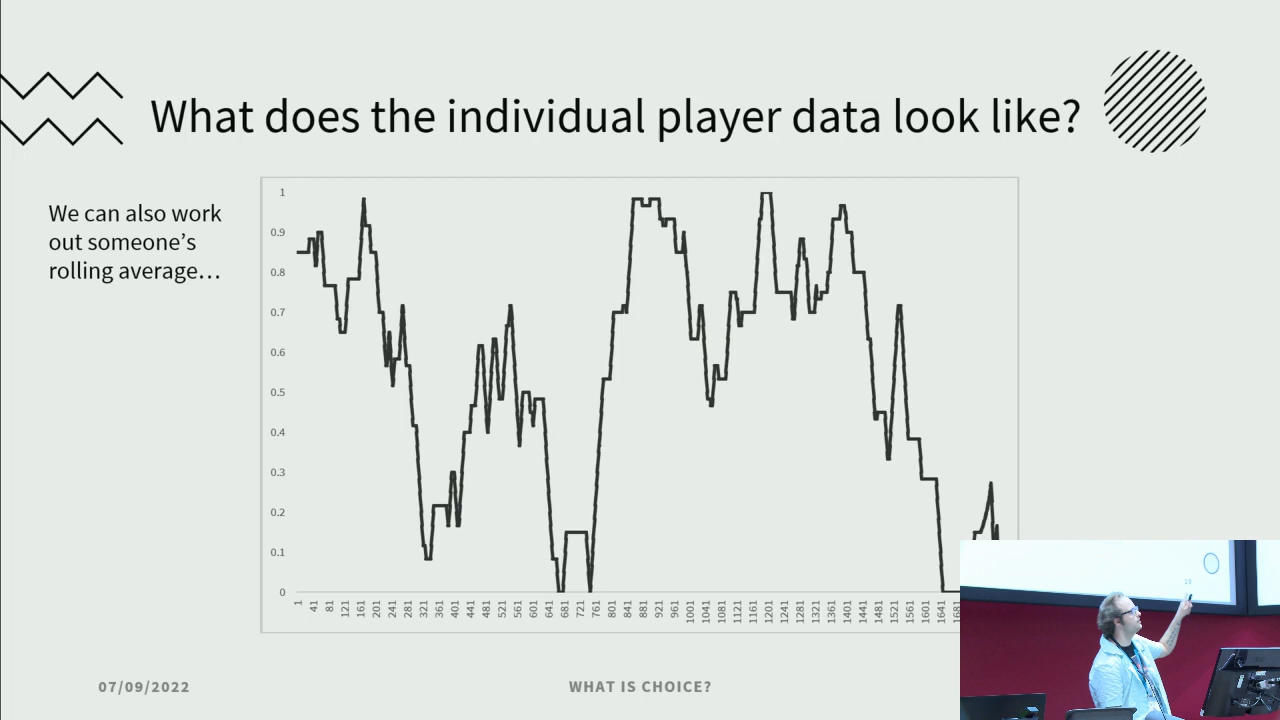 What does the individual player data look like?
We can also work
out someone's
rolling average…
1
0.9
0.8
0.7
0.6
0.5
0.4
0.3
0.2
0.1
0
1 41 81 121 161 201 241 281 321 361 401 441 481 521 561 601 641 681 721 761 801 841 881 921 961 1001 1041 1081 1121 1161 1201 1241 1281 1321 1361 1401 1441 1481 1521 1561 1601 1641 1681
07/09/2022
WHAT IS CHOICE?